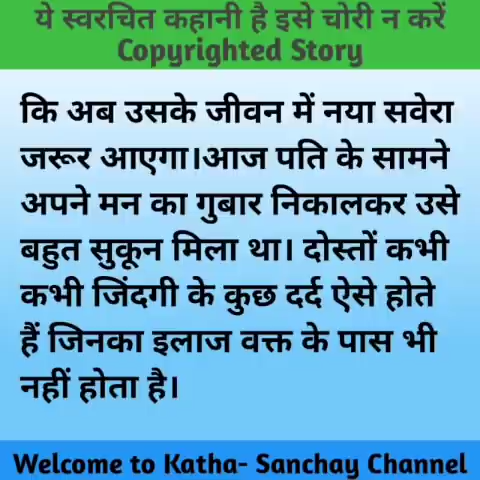 ये स्वरचित कहानी है इसे चोरी न करें
Copyrighted Story
कि अब उसके जीवन में नया सवेरा
जरूर आएगा।आज पति के सामने
अपने मन का गुबार निकालकर उसे
बहुत सुकून मिला था। दोस्तों कभी
कभी जिंदगी के कुछ दर्द ऐसे होते
हैं जिनका इलाज वक्त के पास भी
नहीं होता है।
Welcome to Katha- Sanchay Channel